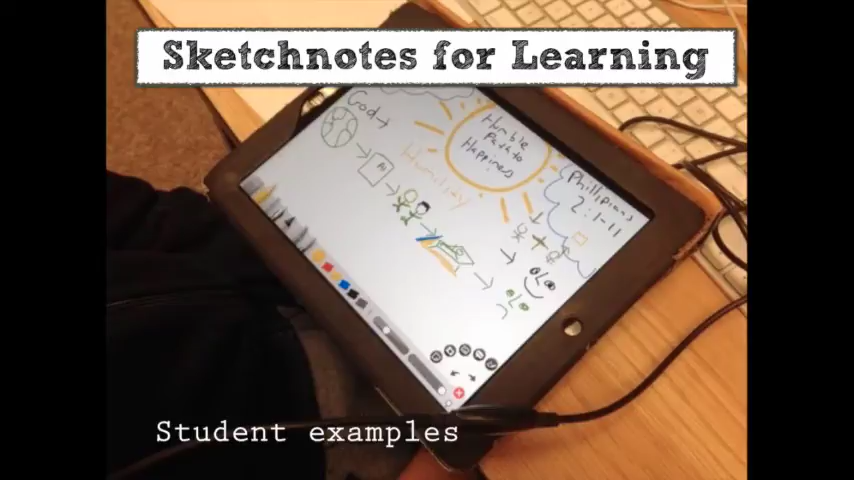 Sketchnotes for Learning
God→
Humble
Path to
Happiness
Humility
Phillipians
2:1-11
Student examples